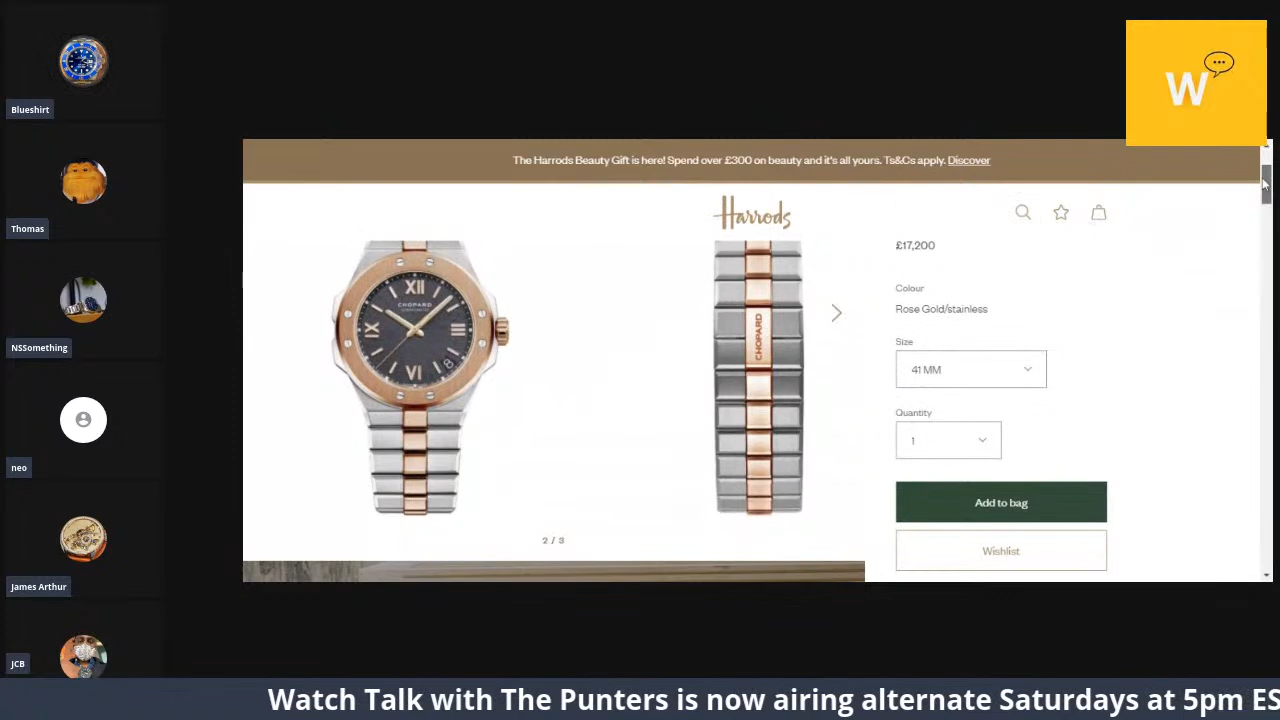 Blueshirt
Thomas
NSSomething
neo
James Arthur
JCB
W
The Harrods Beauty Gift is here! Spend over £300 on beauty and it's all yours. Ts&Cs apply. Discover
Harrods
CHOPARD
CHOPARD
2 / 3
£17,200
Colour
Rose Gold/stainless
Size
41 MM
Quantity
1
Add to bag
Wishlist
Watch Talk with The Punters is now airing alternate Saturdays at 5pm ES